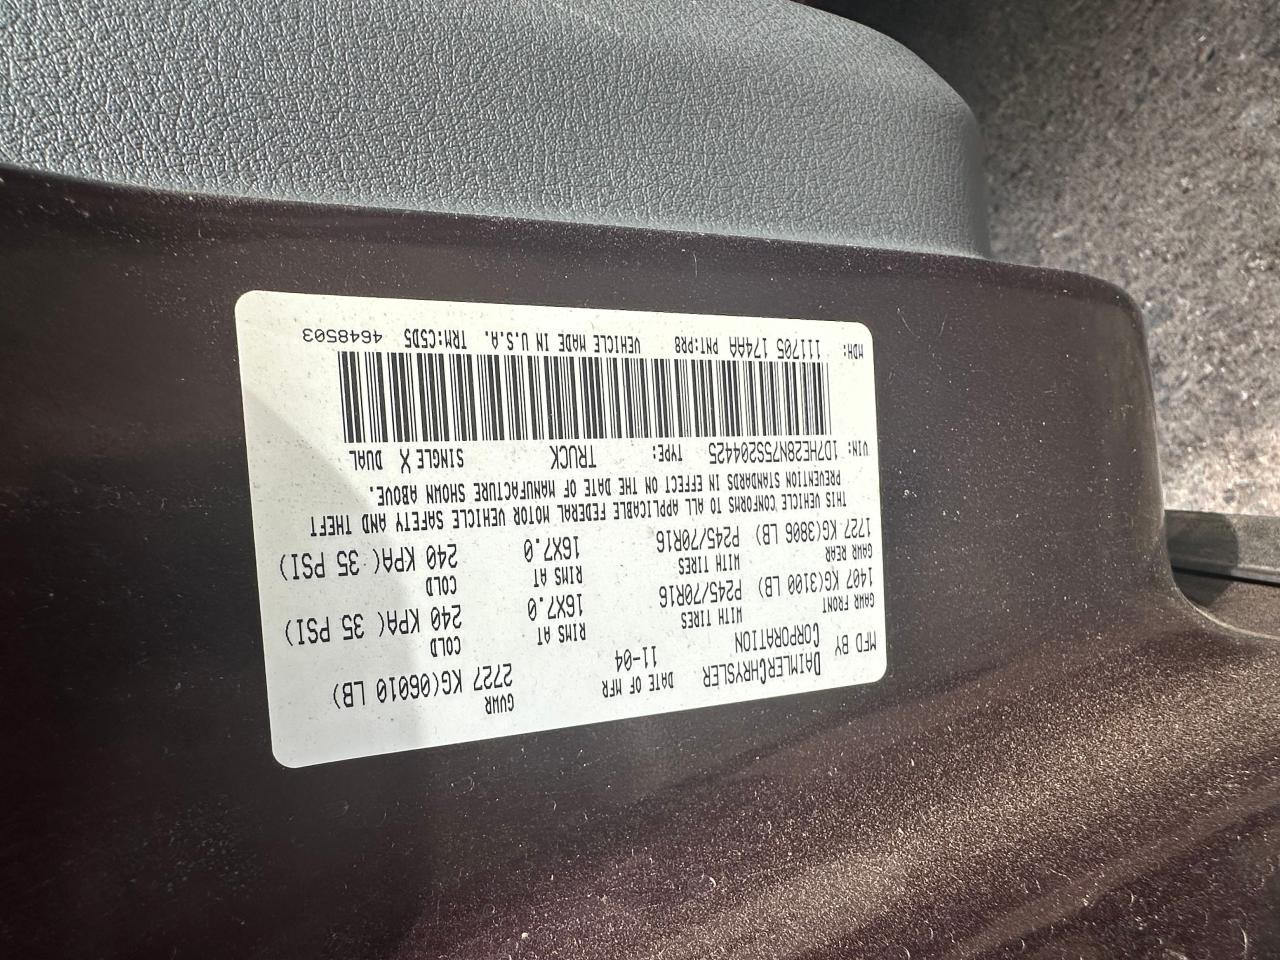 MFD BY DAIMLERCHRYSLER CORPORATION DATE OF MFR 11-04 GVWR 2727 KG(06010 LB)
GAWR FRONT 1407 KG(3100 LB) WITH TIRES P245/70R16 RIMS AT 16X7.0 COLD 240 KPA( 35 PSI)
GAWR REAR 1727 KG(3806 LB) WITH TIRES P245/70R16 RIMS AT 16X7.0 COLD 240 KPA( 35 PSI)
THIS VEHICLE CONFORMS TO ALL APPLICABLE FEDERAL MOTOR VEHICLE SAFETY AND THEFT
PREVENTION STANDARDS IN EFFECT ON THE DATE OF MANUFACTURE SHOWN ABOVE.
VIN: 1D7HE28N75S204425 TYPE: TRUCK SINGLE X DUAL
MDH: 111705 174AA PNT:PR8 VEHICLE MADE IN U.S.A. TRM:CSD5 4648503